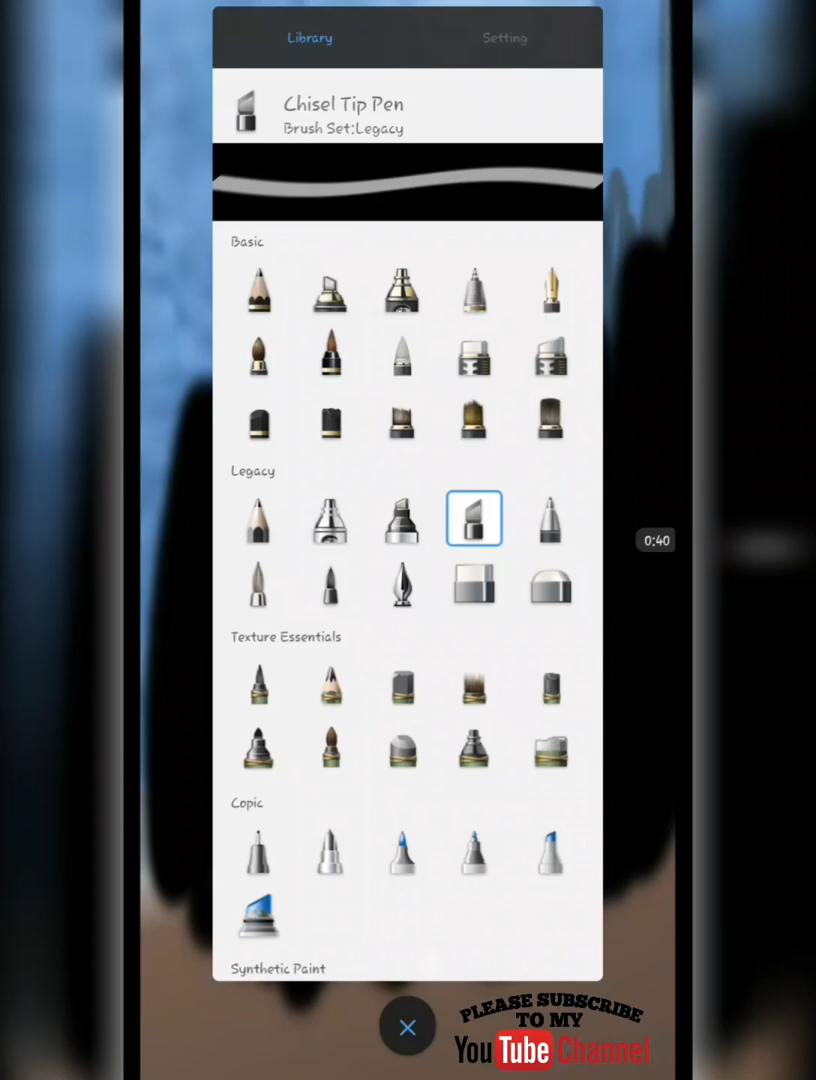 Library
Setting
Chisel Tip Pen
Brush Set:Legacy
Basic
Legacy
0:40
Texture Essentials
Copic
Synthetic Paint
PLEASE SUBSCRIBE
TO MY
YouTube Channel